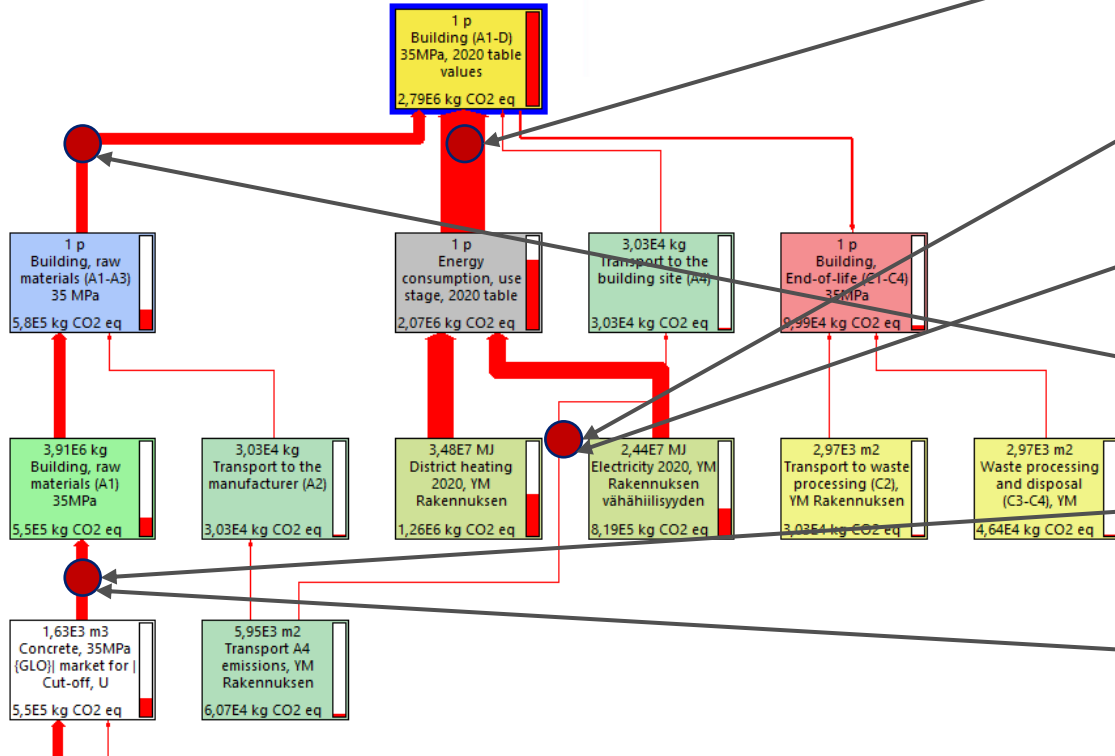 1 p
Building (A1-D)
35MPa, 2020 table
values
2,79E6 kg CO2 eq
1 p
Building, raw
materials (A1-A3)
35 MPa
5,8E5 kg CO2 eq
1 p
Energy
consumption, use
stage, 2020 table
2,07E6 kg CO2 eq
3,03E4 kg
Transport to the
building site (A4)
3,03E4 kg CO2 eq
1 p
Building,
End-of-life (C1-C4)
35MPa
9,99E4 kg CO2 eq
3,91E6 kg
Building, raw
materials (A1)
35MPa
5,5E5 kg CO2 eq
3,03E4 kg
Transport to the
manufacturer (A2)
3,03E4 kg CO2 eq
3,48E7 MJ
District heating
2020, YM
Rakennuksen
1,26E6 kg CO2 eq
2,44E7 MJ
Electricity 2020, YM
Rakennuksen
vähähiilisyyden
8,19E5 kg CO2 eq
2,97E3 m2
Transport to waste
processing (C2),
YM Rakennuksen
3,03E4 kg CO2 eq
2,97E3 m2
Waste processing
and disposal
(C3-C4), YM
4,64E4 kg CO2 eq
1,63E3 m3
Concrete, 35MPa
{GLO}| market for |
Cut-off, U
5,5E5 kg CO2 eq
5,95E3 m2
Transport A4
emissions, YM
Rakennuksen
6,07E4 kg CO2 eq